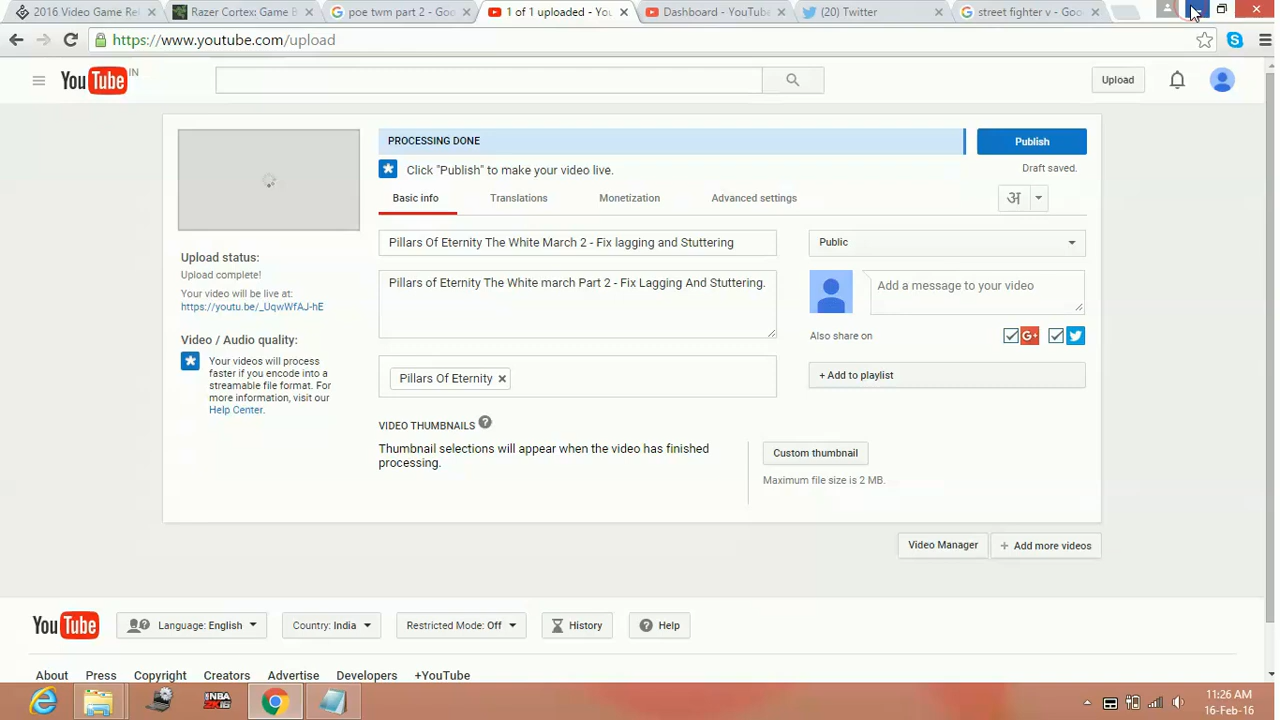 2016 Video Game Rel
Razer Cortex: Game B
poe twm part 2 - Goo
1 of 1 uploaded - You
Dashboard - YouTube
(20) Twitter
street fighter v - Goo
https://www.youtube.com/upload
YouTube IN
Upload
PROCESSING DONE
Publish
Click "Publish" to make your video live.
Draft saved.
Basic info
Translations
Monetization
Advanced settings
अ
Pillars Of Eternity The White March 2 - Fix lagging and Stuttering
Public
Upload status:
Upload complete!
Your video will be live at:
https://youtu.be/_UqwWfAJ-hE
Pillars of Eternity The White march Part 2 - Fix Lagging And Stuttering.
Add a message to your video
Also share on
G+
Video / Audio quality:
Your videos will process
faster if you encode into a
streamable file format. For
more information, visit our
Help Center.
Pillars Of Eternity
+ Add to playlist
VIDEO THUMBNAILS ?
Thumbnail selections will appear when the video has finished
processing.
Custom thumbnail
Maximum file size is 2 MB.
Video Manager
+ Add more videos
YouTube
Language: English
Country: India
Restricted Mode: Off
History
Help
About
Press
Copyright
Creators
Advertise
Developers
+YouTube
NBA
2K16
11:26 AM
16-Feb-16